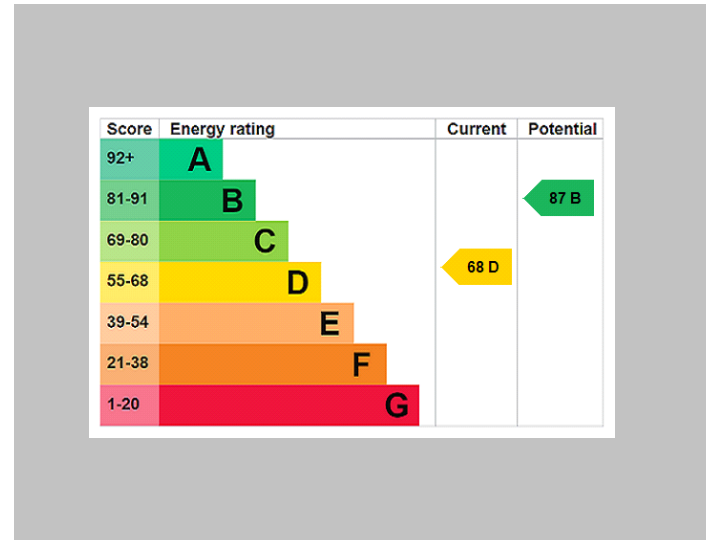 Score Energy rating Current Potential
92+ A
81-91 B 87 B
69-80 C
55-68 D 68 D
39-54 E
21-38 F
1-20 G